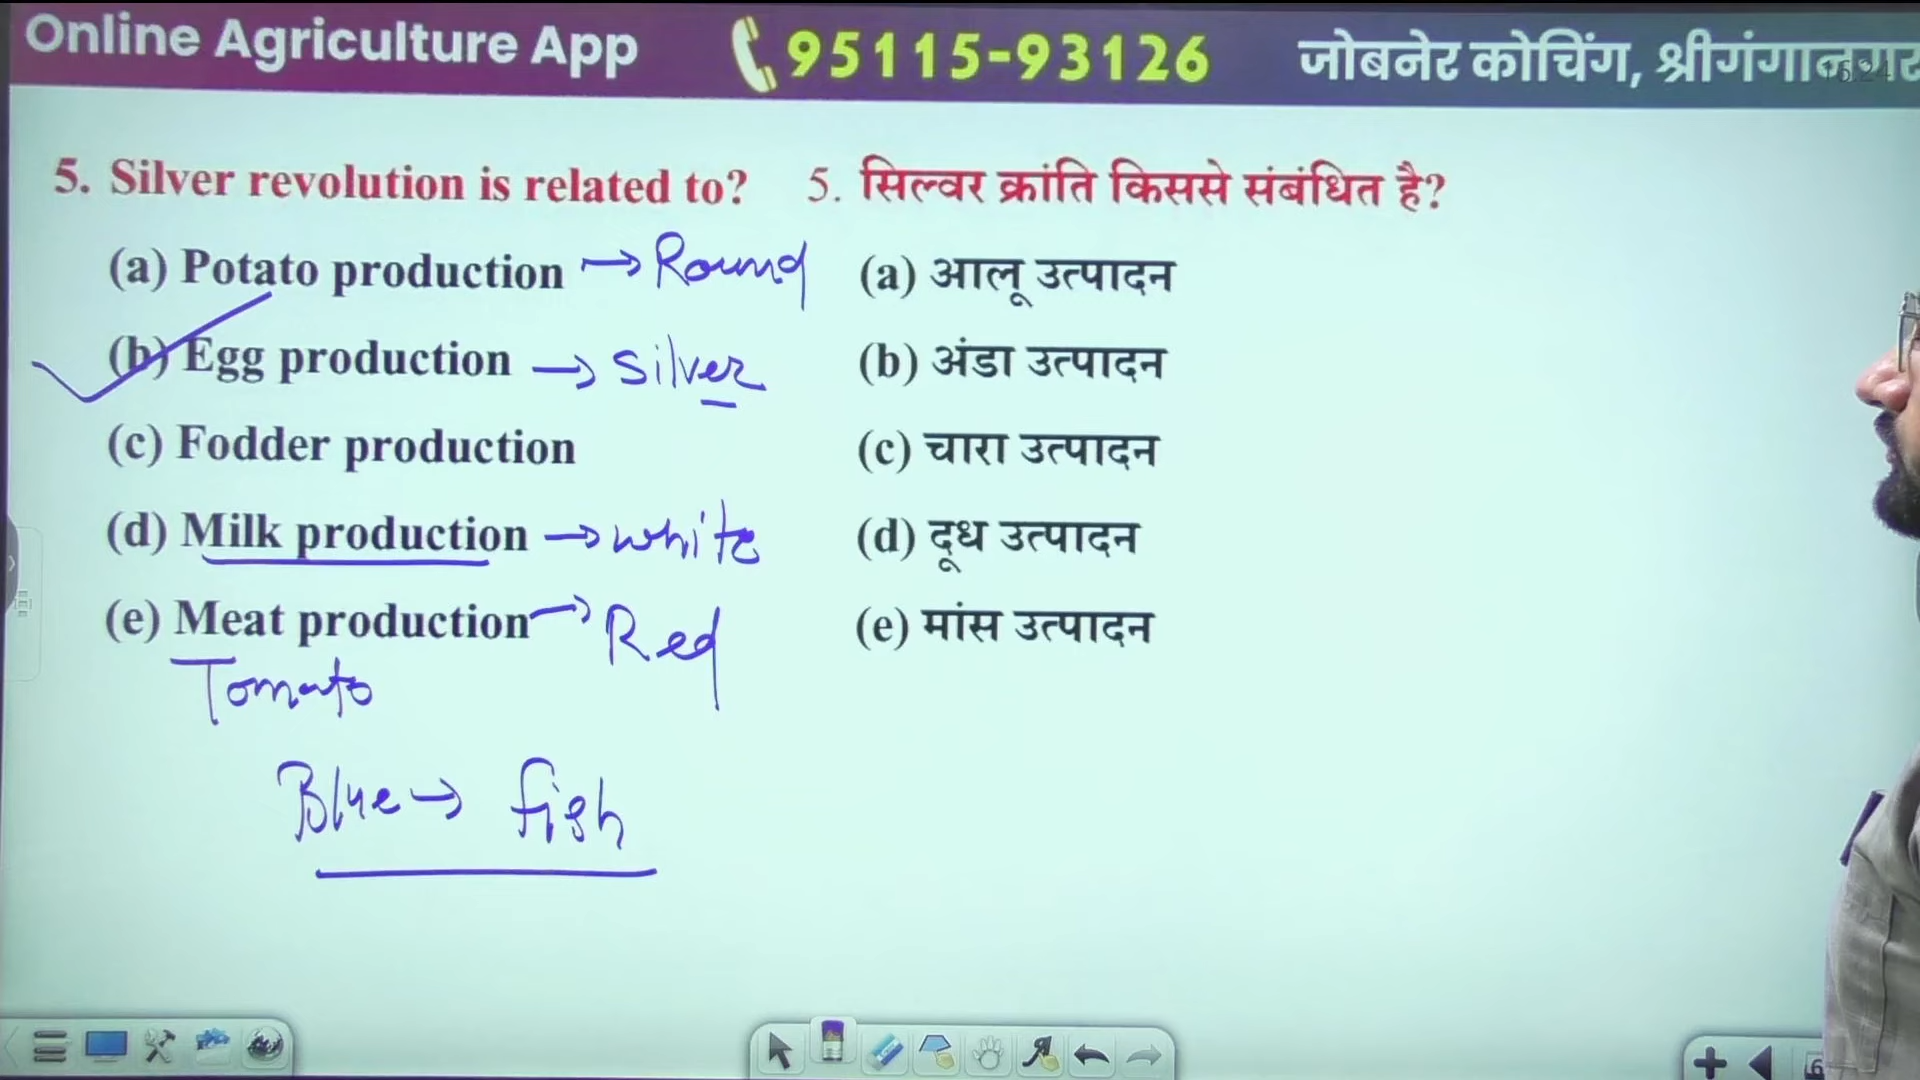 Online Agriculture App 95115-93126 जोबनेर कोचिंग, श्रीगंगानगर
5. Silver revolution is related to? 5. सिल्वर क्रांति किससे संबंधित है?
(a) Potato production → Round (a) आलू उत्पादन
(b) Egg production → Silver (b) अंडा उत्पादन
(c) Fodder production (c) चारा उत्पादन
(d) Milk production → white (d) दूध उत्पादन
(e) Meat production → Red (e) मांस उत्पादन
Tomato
Blue → fish